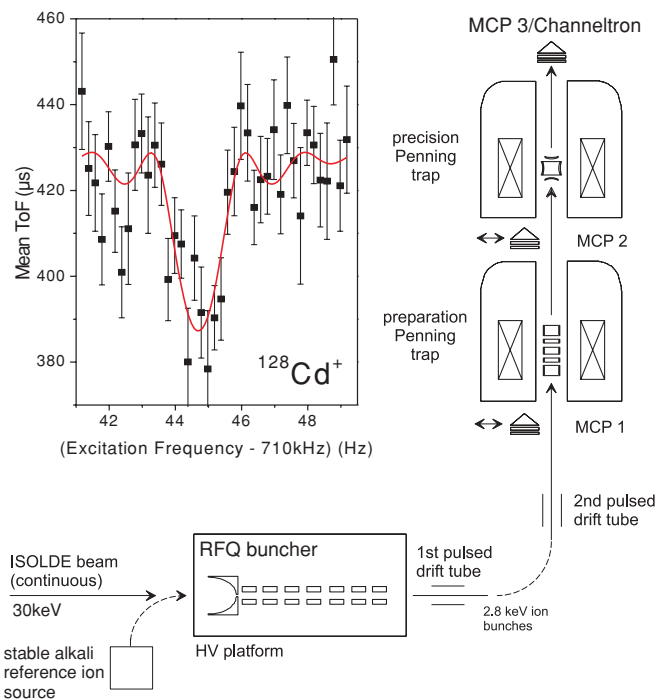 460
440
420
400
380
Mean ToF (µs)
42
44
46
48
(Excitation Frequency - 710kHz) (Hz)
128Cd+
MCP 3/Channeltron
precision
Penning
trap
MCP 2
preparation
Penning
trap
MCP 1
2nd pulsed
drift tube
1st pulsed
drift tube
2.8 keV ion
bunches
RFQ buncher
HV platform
ISOLDE beam
(continuous)
30keV
stable alkali
reference ion
source